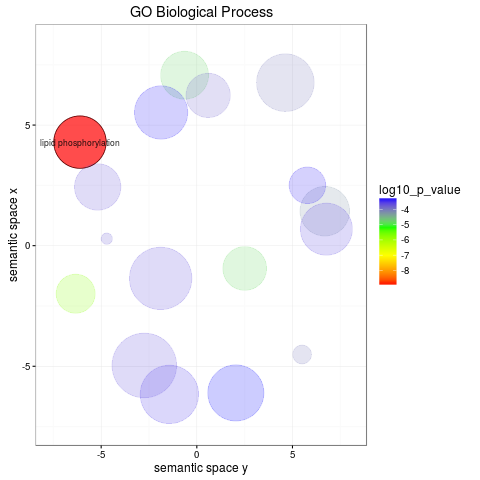 GO Biological Process
lipid phosphorylation
semantic space x
5
0
-5
-5
0
5
semantic space y
log10_p_value
-4
-5
-6
-7
-8